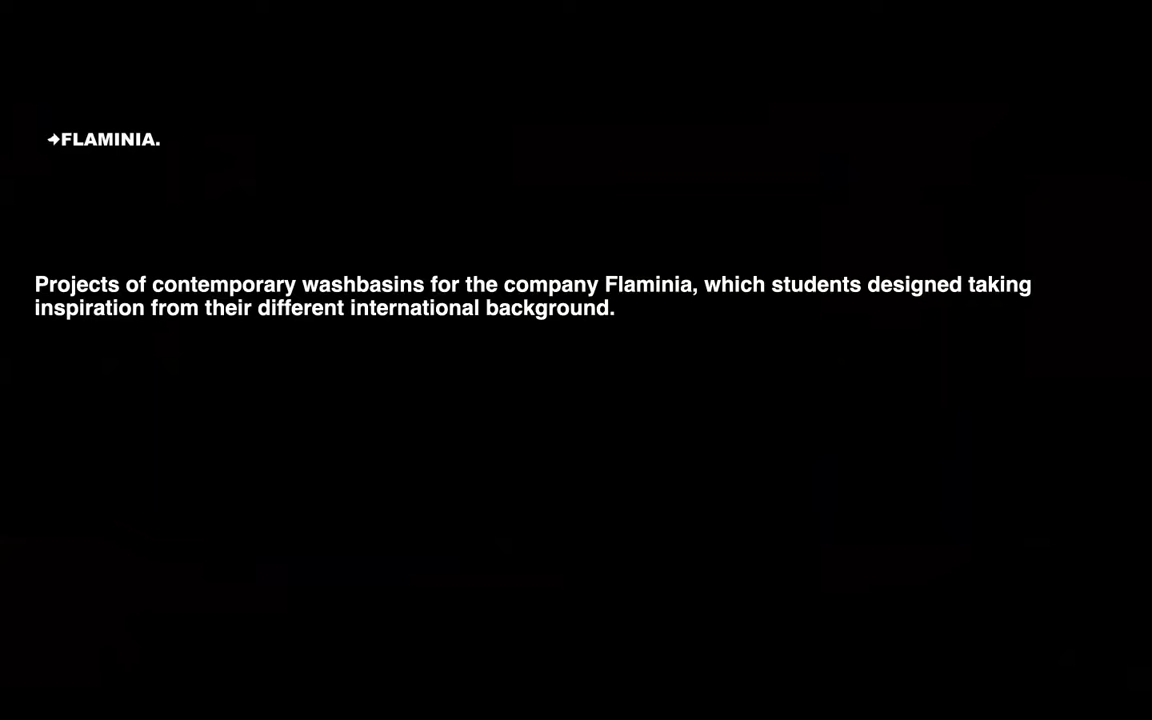 ➔FLAMINIA.
Projects of contemporary washbasins for the company Flaminia, which students designed taking
inspiration from their different international background.